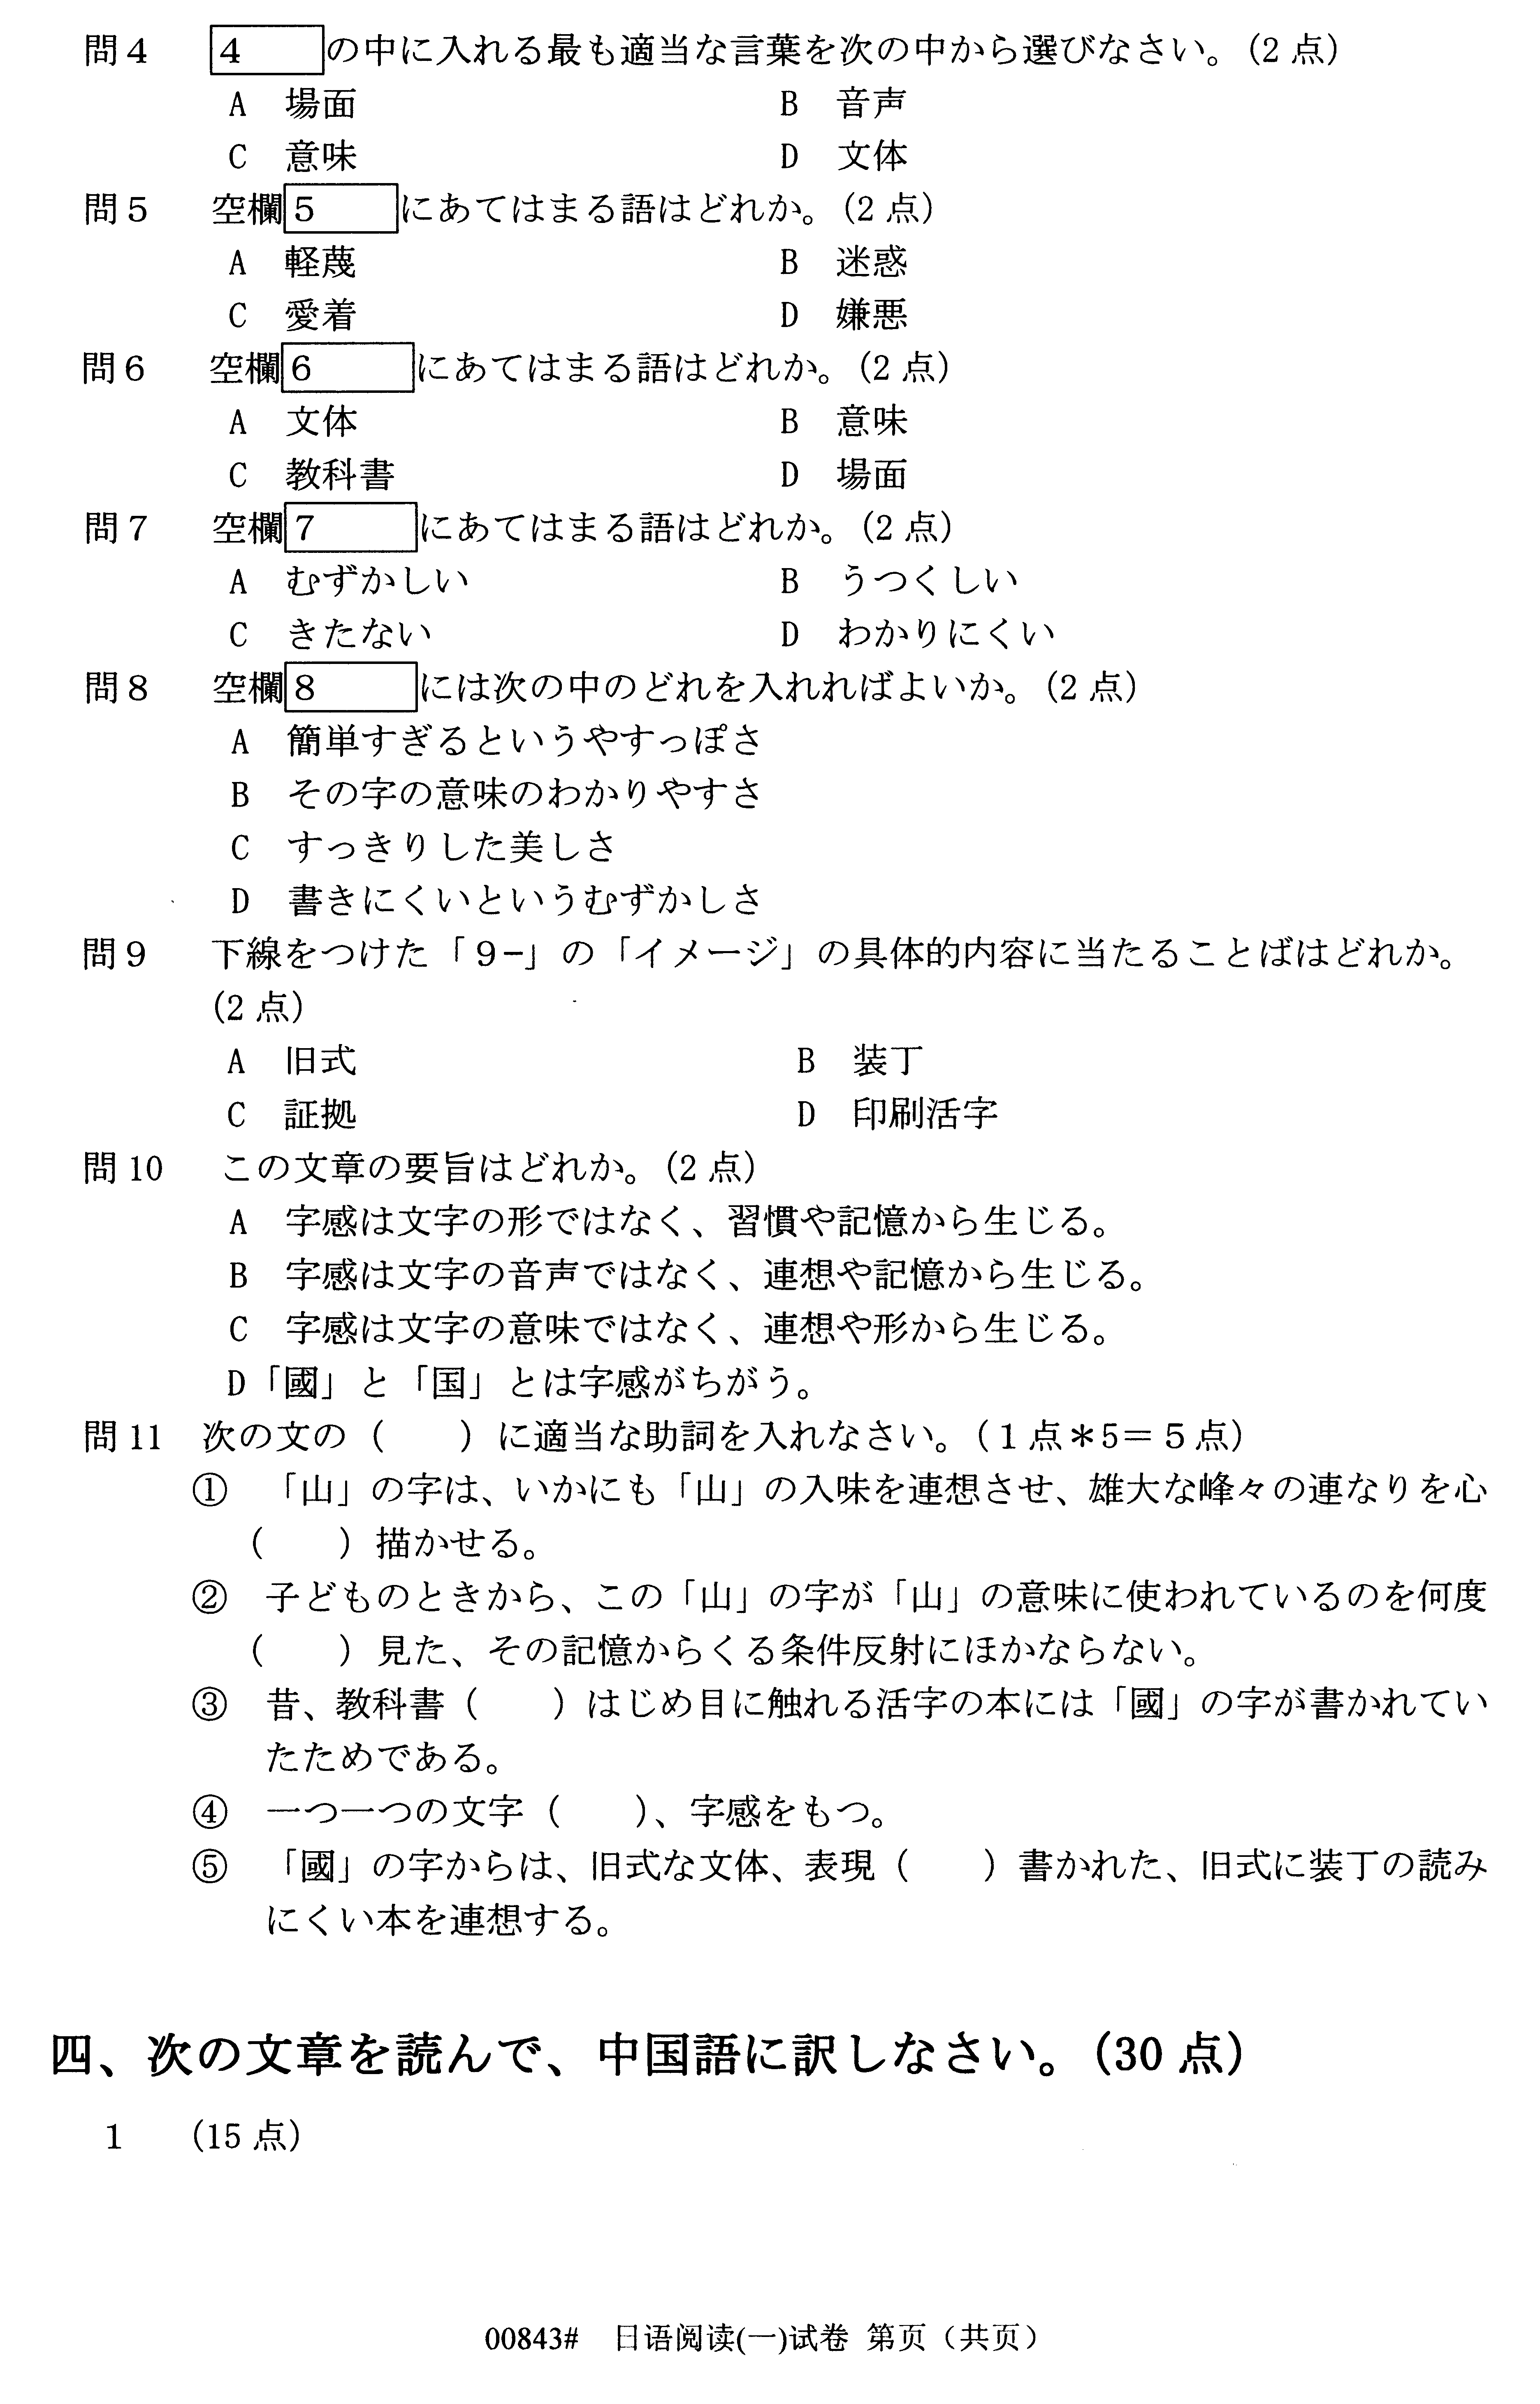 問4 4 の中に入れる最も適当な言葉を次の中から選びなさい。(2 点)
A 場面 B 音声
C 意味 D 文体
問5 空欄 5 にあてはまる語はどれか。(2 点)
A 軽蔑 B 迷惑
C 愛着 D 嫌悪
問6 空欄 6 にあてはまる語はどれか。(2 点)
A 文体 B 意味
C 教科書 D 場面
問7 空欄 7 にあてはまる語はどれか。(2 点)
A むずかしい B うつくしい
C きたない D わかりにくい
問8 空欄 8 には次の中のどれを入れればよいか。(2 点)
A 簡単すぎるというやすっぽさ
B その字の意味のわかりやすさ
C すっきりした美しさ
D 書きにくいというむずかしさ
問9 下線をつけた「9-」の「イメージ」の具体的内容に当たることばはどれか。
(2 点)
A 旧式 B 装丁
C 証拠 D 印刷活字
問10 この文章の要旨はどれか。(2 点)
A 字感は文字の形ではなく、習慣や記憶から生じる。
B 字感は文字の音声ではなく、連想や記憶から生じる。
C 字感は文字の意味ではなく、連想や形から生じる。
D「國」と「国」とは字感がちがう。
問11 次の文の( )に適当な助詞を入れなさい。(1点*5=5点)
① 「山」の字は、いかにも「山」の入味を連想させ、雄大な峰々の連なりを心
( )描かせる。
② 子どものときから、この「山」の字が「山」の意味に使われているのを何度
( )見た、その記憶からくる条件反射にほかならない。
③ 昔、教科書( )はじめ目に触れる活字の本には「國」の字が書かれてい
たためである。
④ 一つ一つの文字( )、字感をもつ。
⑤ 「國」の字からは、旧式な文体、表現( )書かれた、旧式に装丁の読み
にくい本を連想する。
四、次の文章を読んで、中国語に訳しなさい。(30 点)
1 (15 点)
00843# 日语阅读(一)试卷 第页(共页)